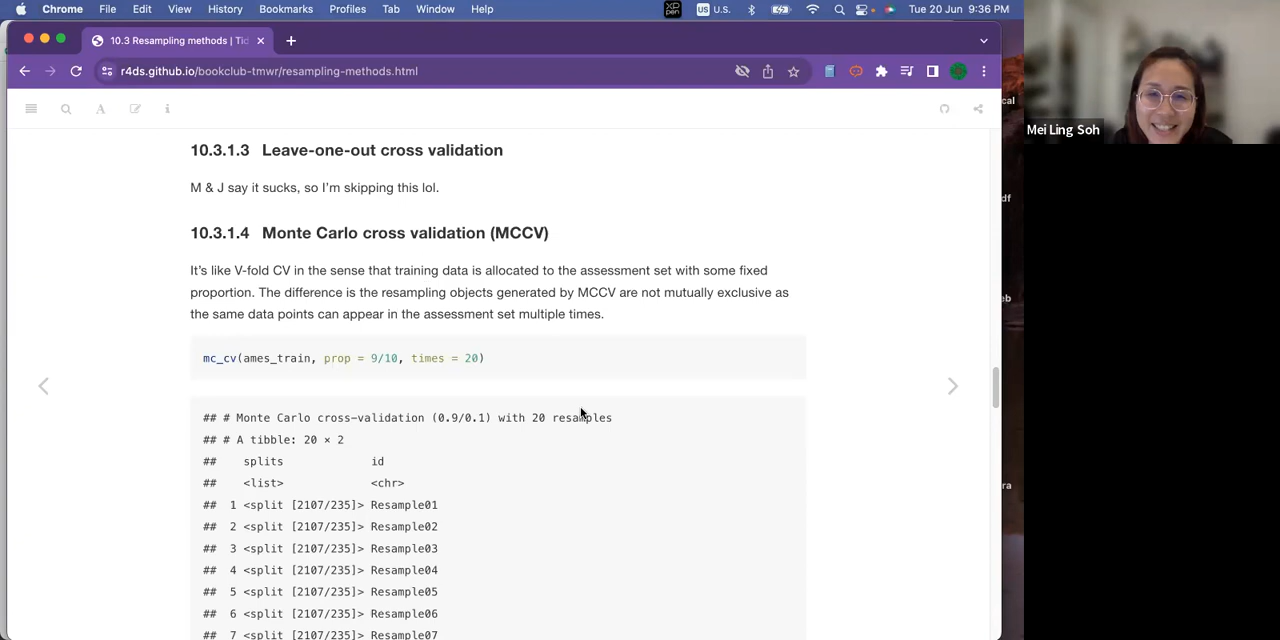 Chrome File Edit View History Bookmarks Profiles Tab Window Help XP PEN US U.S. Tue 20 Jun 9:36 PM
10.3 Resampling methods | Tid
r4ds.github.io/bookclub-tmwr/resampling-methods.html
10.3.1.3 Leave-one-out cross validation
M & J say it sucks, so I'm skipping this lol.
10.3.1.4 Monte Carlo cross validation (MCCV)
It's like V-fold CV in the sense that training data is allocated to the assessment set with some fixed
proportion. The difference is the resampling objects generated by MCCV are not mutually exclusive as
the same data points can appear in the assessment set multiple times.
mc_cv(ames_train, prop = 9/10, times = 20)
## # Monte Carlo cross-validation (0.9/0.1) with 20 resamples
## # A tibble: 20 × 2
## splits id
## <list> <chr>
## 1 <split [2107/235]> Resample01
## 2 <split [2107/235]> Resample02
## 3 <split [2107/235]> Resample03
## 4 <split [2107/235]> Resample04
## 5 <split [2107/235]> Resample05
## 6 <split [2107/235]> Resample06
## 7 <split [2107/235]> Resample07
Mei Ling Soh
cal
df
eb
ra